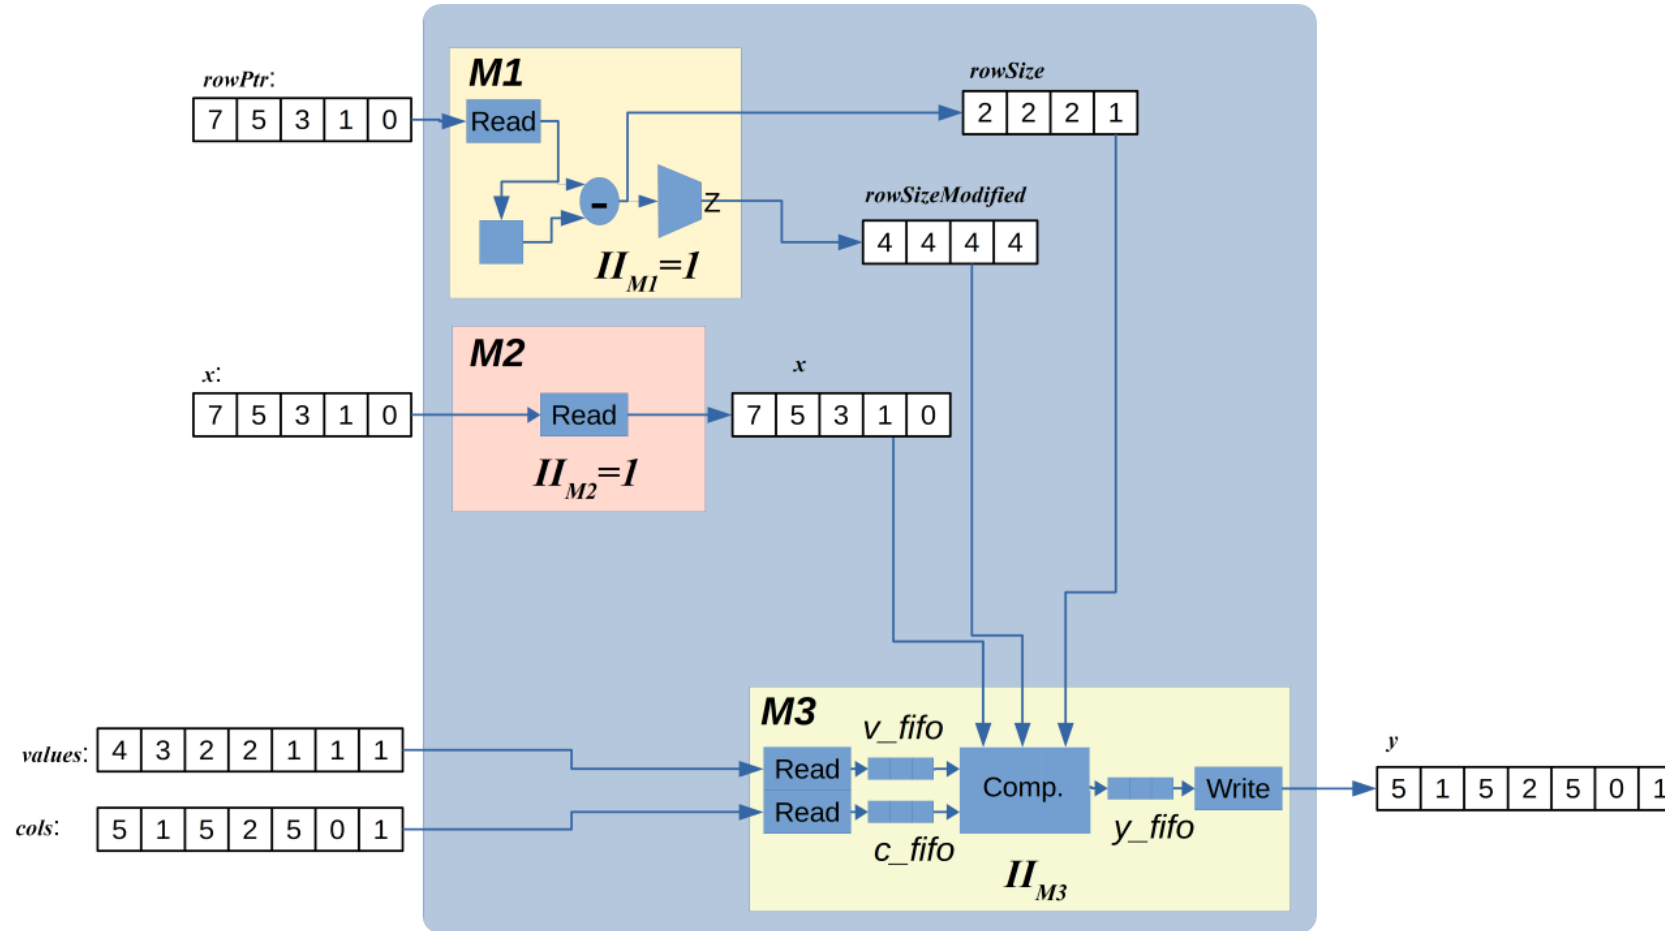 M1
rowPtr:
7 5 3 1 0
Read
-
z
II_M1=1
rowSize
2 2 2 1
rowSizeModified
4 4 4 4
M2
x:
7 5 3 1 0
Read
II_M2=1
x
7 5 3 1 0
M3
values:
4 3 2 2 1 1 1
cols:
5 1 5 2 5 0 1
Read
Read
v_fifo
c_fifo
Comp.
y_fifo
Write
II_M3
y
5 1 5 2 5 0 1